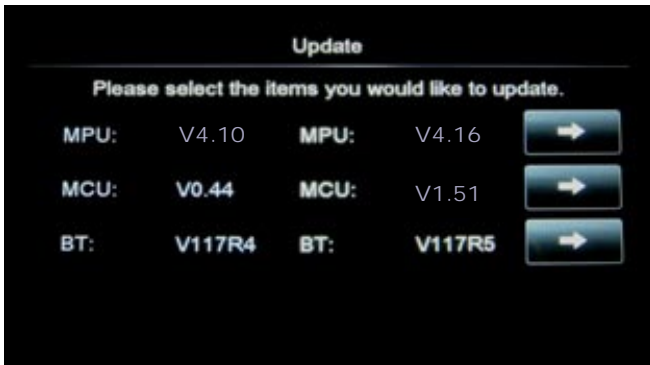 Update
Please select the items you would like to update.
MPU: V4.10 MPU: V4.16
MCU: V0.44 MCU: V1.51
BT: V117R4 BT: V117R5